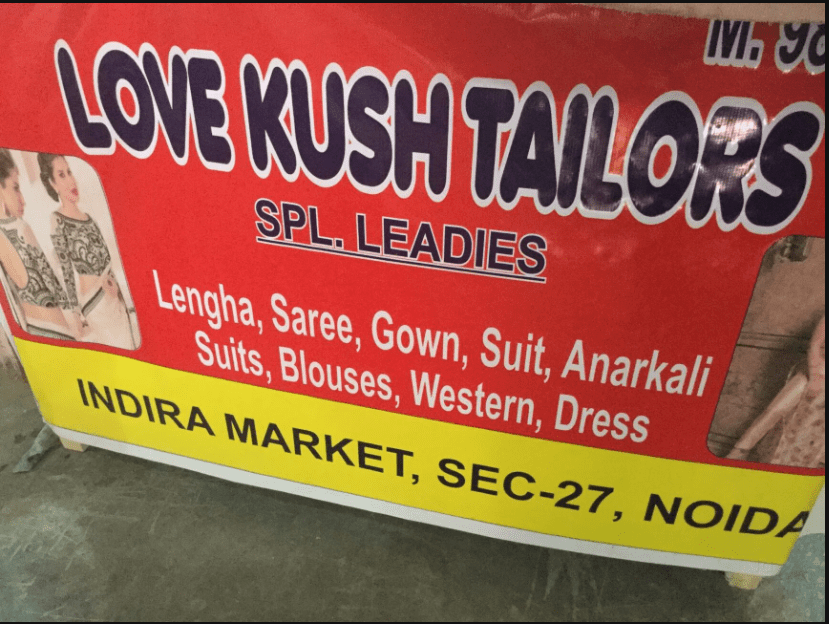 M. 98
LOVE KUSH TAILORS
SPL. LEADIES
Lengha, Saree, Gown, Suit, Anarkali
Suits, Blouses, Western, Dress
INDIRA MARKET, SEC-27, NOIDA